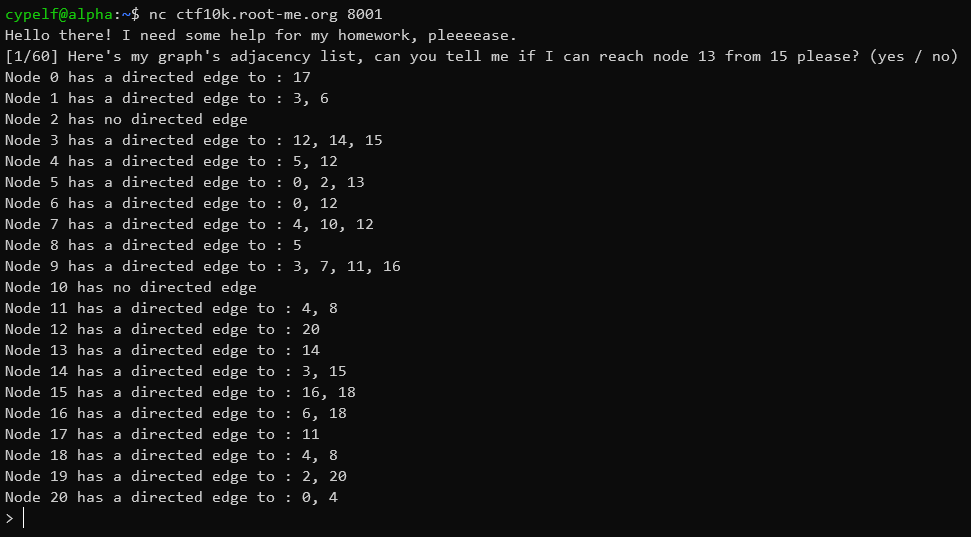 cypelf@alpha:~$ nc ctf10k.root-me.org 8001
Hello there! I need some help for my homework, pleeeease.
[1/60] Here's my graph's adjacency list, can you tell me if I can reach node 13 from 15 please? (yes / no)
Node 0 has a directed edge to : 17
Node 1 has a directed edge to : 3, 6
Node 2 has no directed edge
Node 3 has a directed edge to : 12, 14, 15
Node 4 has a directed edge to : 5, 12
Node 5 has a directed edge to : 0, 2, 13
Node 6 has a directed edge to : 0, 12
Node 7 has a directed edge to : 4, 10, 12
Node 8 has a directed edge to : 5
Node 9 has a directed edge to : 3, 7, 11, 16
Node 10 has no directed edge
Node 11 has a directed edge to : 4, 8
Node 12 has a directed edge to : 20
Node 13 has a directed edge to : 14
Node 14 has a directed edge to : 3, 15
Node 15 has a directed edge to : 16, 18
Node 16 has a directed edge to : 6, 18
Node 17 has a directed edge to : 11
Node 18 has a directed edge to : 4, 8
Node 19 has a directed edge to : 2, 20
Node 20 has a directed edge to : 0, 4
>